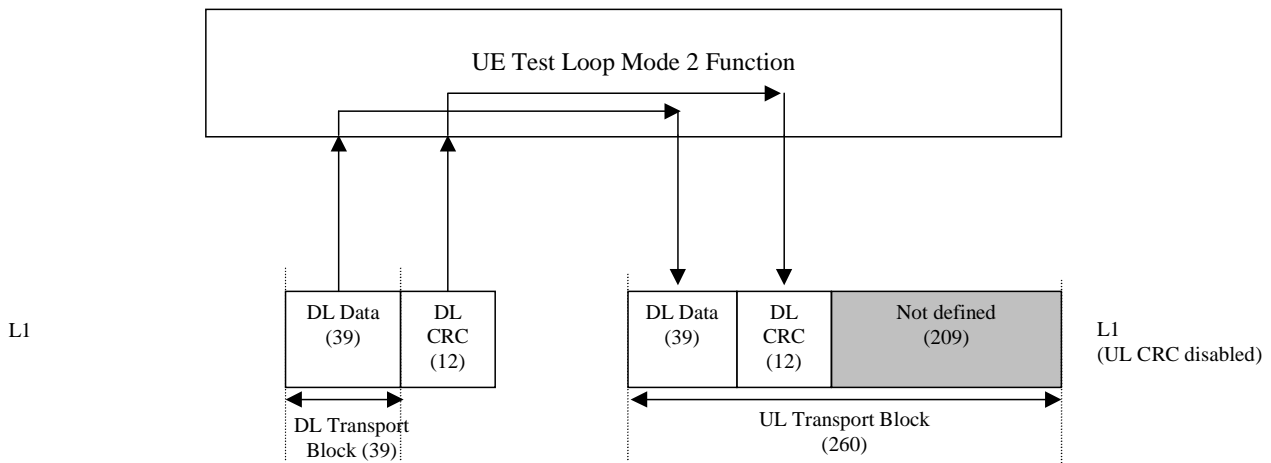 UE Test Loop Mode 2 Function
L1
DL Data
(39)
DL
CRC
(12)
DL Transport
Block (39)
DL Data
(39)
DL
CRC
(12)
Not defined
(209)
UL Transport Block
(260)
L1
(UL CRC disabled)